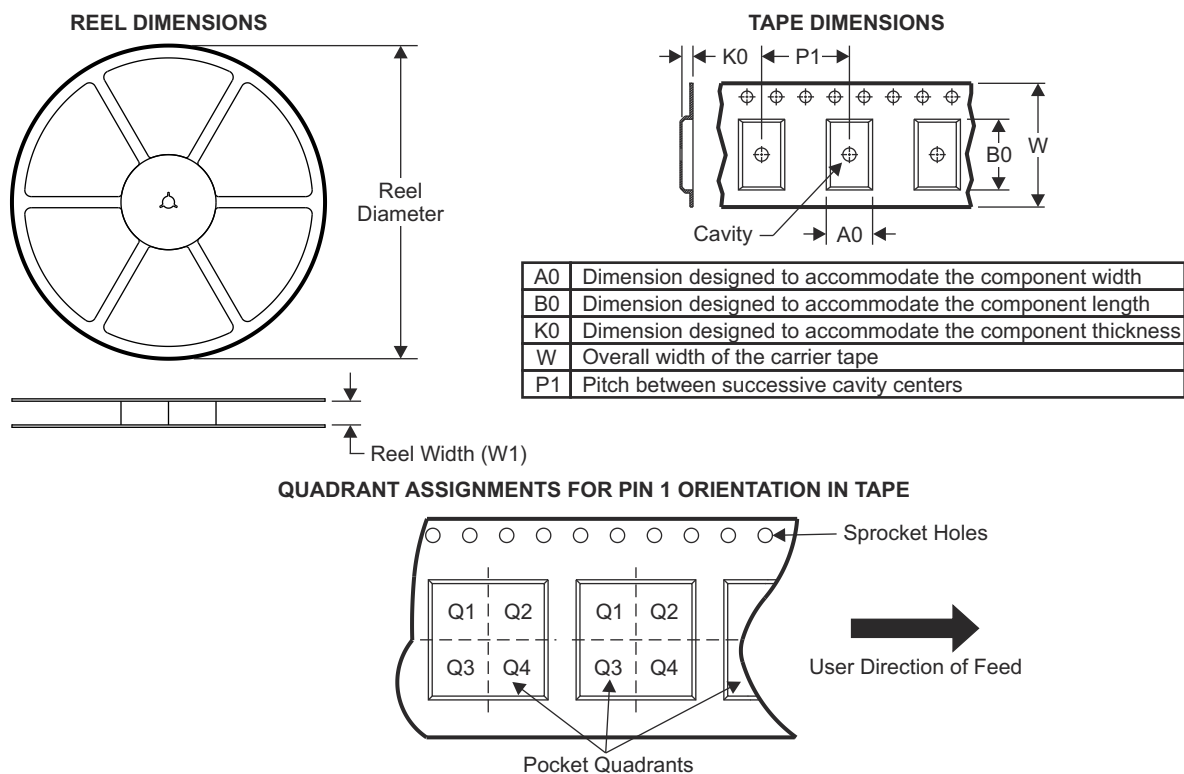 REEL DIMENSIONS
Reel
Diameter
Reel Width (W1)
TAPE DIMENSIONS
K0
P1
B0
W
Cavity
A0
A0 Dimension designed to accommodate the component width
B0 Dimension designed to accommodate the component length
K0 Dimension designed to accommodate the component thickness
W Overall width of the carrier tape
P1 Pitch between successive cavity centers
QUADRANT ASSIGNMENTS FOR PIN 1 ORIENTATION IN TAPE
Sprocket Holes
Q1 Q2 Q1 Q2
Q3 Q4 Q3 Q4
User Direction of Feed
Pocket Quadrants